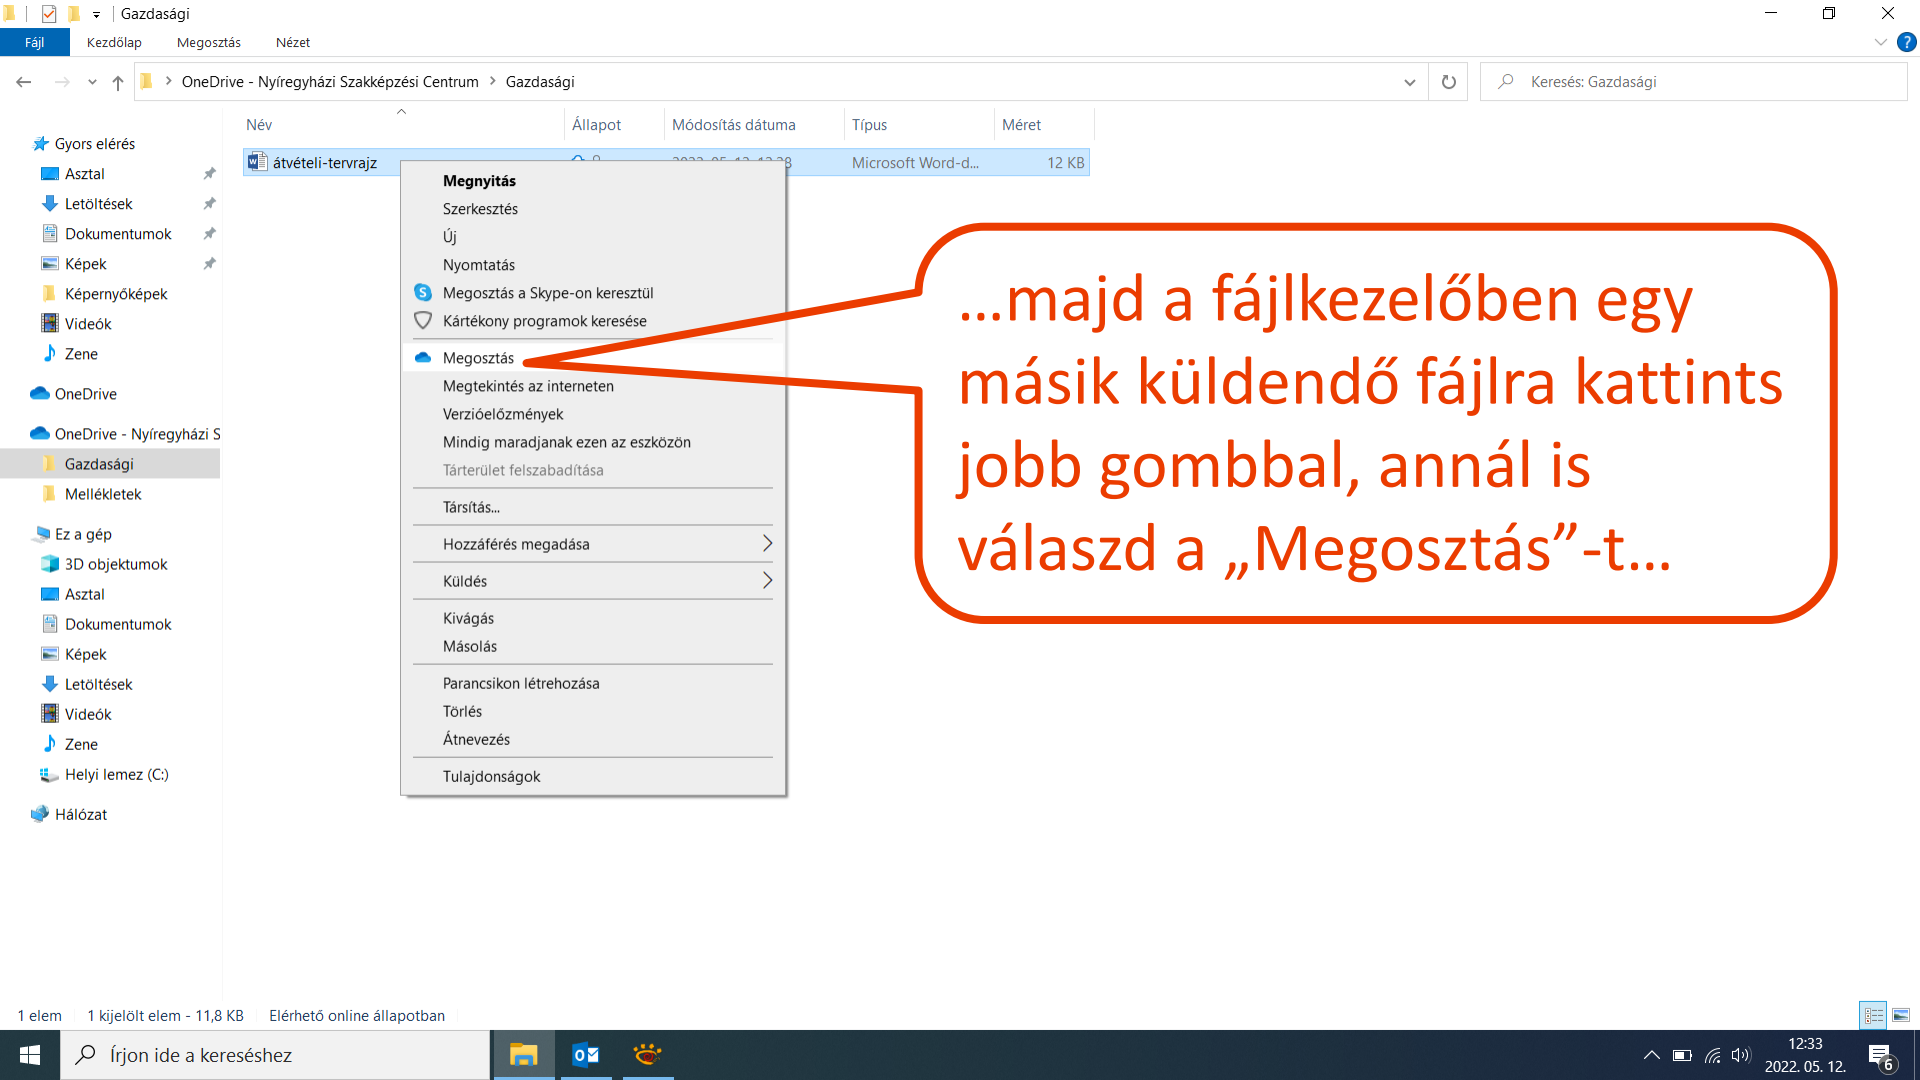 Gazdasági
Fájl Kezdőlap Megosztás Nézet
OneDrive - Nyíregyházi Szakképzési Centrum > Gazdasági
Keresés: Gazdasági
Név Állapot Módosítás dátuma Típus Méret
átvételi-tervrajz Microsoft Word-d... 12 KB
Gyors elérés
Asztal
Letöltések
Dokumentumok
Képek
Képernyőképek
Videók
Zene
OneDrive
OneDrive - Nyíregyházi S
Gazdasági
Mellékletek
Ez a gép
3D objektumok
Asztal
Dokumentumok
Képek
Letöltések
Videók
Zene
Helyi lemez (C:)
Hálózat
Megnyitás
Szerkesztés
Új
Nyomtatás
Megosztás a Skype-on keresztül
Kártékony programok keresése
Megosztás
Megtekintés az interneten
Verzióelőzmények
Mindig maradjanak ezen az eszközön
Tárterület felszabadítása
Társítás...
Hozzáférés megadása
Küldés
Kivágás
Másolás
Parancsikon létrehozása
Törlés
Átnevezés
Tulajdonságok
...majd a fájlkezelőben egy
másik küldendő fájlra kattints
jobb gombbal, annál is
válaszd a „Megosztás”-t...
1 elem 1 kijelölt elem - 11,8 KB Elérhető online állapotban
Írjon ide a kereséshez
12:33
2022. 05. 12.
6